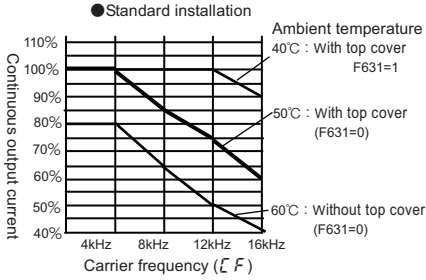 ●Standard installation
Ambient temperature
40℃ : With top cover
F631=1
50℃ : With top cover
(F631=0)
60℃ : Without top cover
(F631=0)
Continuous output current
110%
100%
90%
80%
70%
60%
50%
40%
4kHz 8kHz 12kHz 16kHz
Carrier frequency (CF)